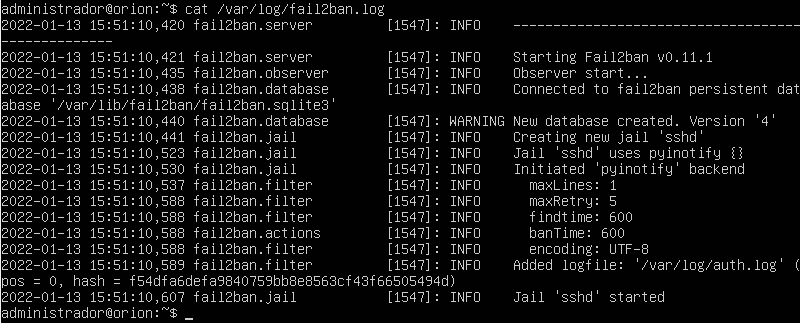 administrador@orion:~$ cat /var/log/fail2ban.log
2022-01-13 15:51:10,420 fail2ban.server         [1547]: INFO    --------------------------------------------------
2022-01-13 15:51:10,421 fail2ban.server         [1547]: INFO    Starting Fail2ban v0.11.1
2022-01-13 15:51:10,435 fail2ban.observer       [1547]: INFO    Observer start...
2022-01-13 15:51:10,438 fail2ban.database       [1547]: INFO    Connected to fail2ban persistent dat
abase '/var/lib/fail2ban/fail2ban.sqlite3'
2022-01-13 15:51:10,440 fail2ban.database       [1547]: WARNING New database created. Version '4'
2022-01-13 15:51:10,441 fail2ban.jail           [1547]: INFO    Creating new jail 'sshd'
2022-01-13 15:51:10,523 fail2ban.jail           [1547]: INFO    Jail 'sshd' uses pyinotify {}
2022-01-13 15:51:10,530 fail2ban.jail           [1547]: INFO    Initiated 'pyinotify' backend
2022-01-13 15:51:10,537 fail2ban.filter         [1547]: INFO      maxLines: 1
2022-01-13 15:51:10,588 fail2ban.filter         [1547]: INFO      maxRetry: 5
2022-01-13 15:51:10,588 fail2ban.filter         [1547]: INFO      findtime: 600
2022-01-13 15:51:10,588 fail2ban.actions        [1547]: INFO      banTime: 600
2022-01-13 15:51:10,588 fail2ban.filter         [1547]: INFO      encoding: UTF-8
2022-01-13 15:51:10,589 fail2ban.filter         [1547]: INFO    Added logfile: '/var/log/auth.log' (
pos = 0, hash = f54dfa6defa9840759bb8e8563cf43f66505494d)
2022-01-13 15:51:10,607 fail2ban.jail           [1547]: INFO    Jail 'sshd' started
administrador@orion:~$ _